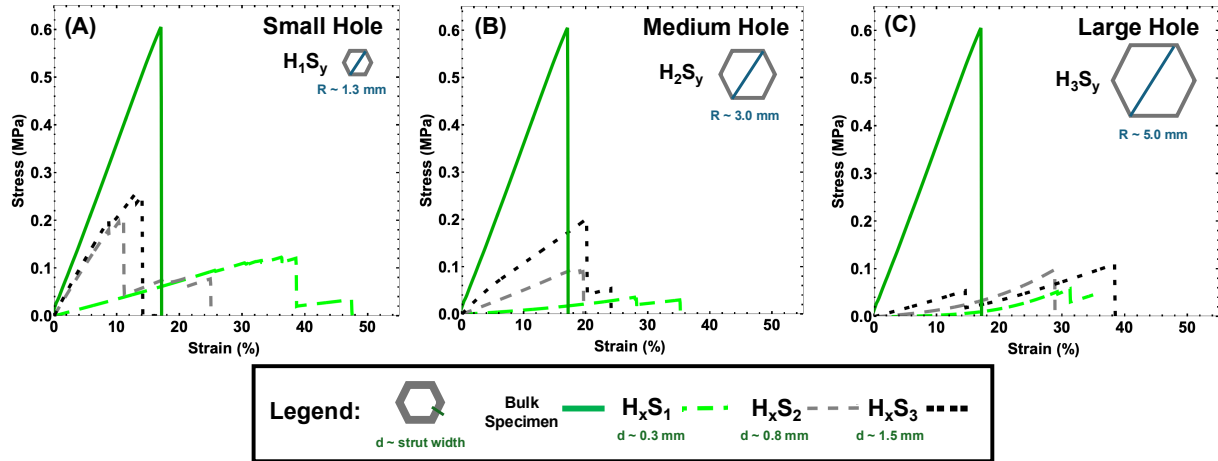 (A)
Small Hole
H₁Sᵧ
R ~ 1.3 mm
Stress (MPa)
0.6
0.5
0.4
0.3
0.2
0.1
0.0
0 10 20 30 40 50
Strain (%)
(B)
Medium Hole
H₂Sᵧ
R ~ 3.0 mm
Stress (MPa)
0.6
0.5
0.4
0.3
0.2
0.1
0.0
0 10 20 30 40 50
Strain (%)
(C)
Large Hole
H₃Sᵧ
R ~ 5.0 mm
Stress (MPa)
0.6
0.5
0.4
0.3
0.2
0.1
0.0
0 10 20 30 40 50
Strain (%)
Legend:
d ~ strut width
Bulk
Specimen
HₓS₁
d ~ 0.3 mm
HₓS₂
d ~ 0.8 mm
HₓS₃
d ~ 1.5 mm